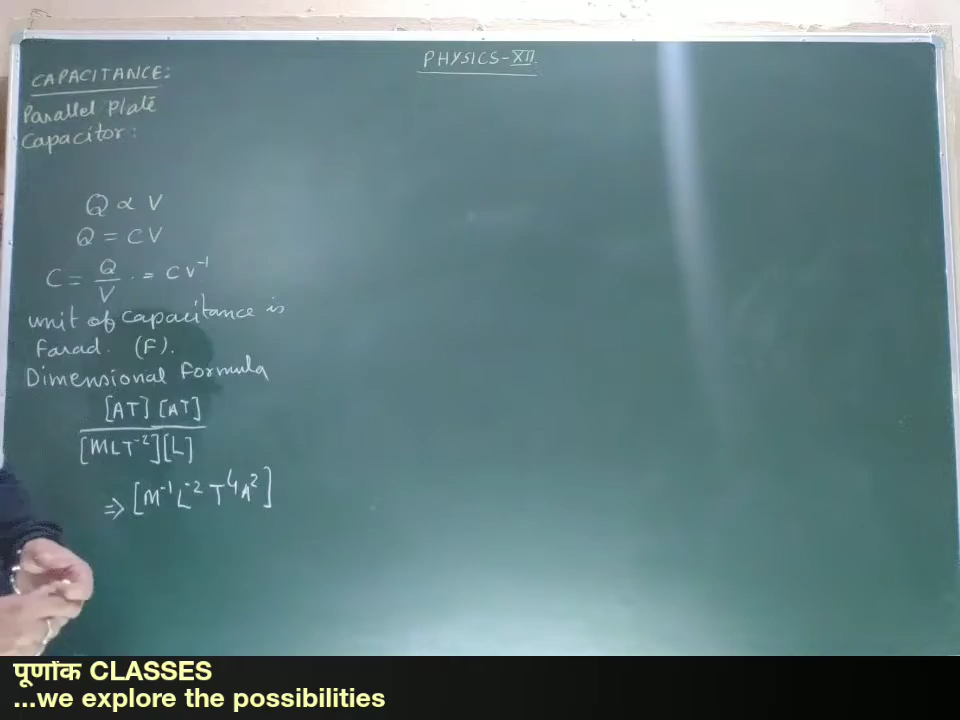 PHYSICS-XII
CAPACITANCE:
Parallel Plate
Capacitor:
Q ∝ V
Q = CV
C = Q/V = CV⁻¹
unit of capacitance is
farad. (F).
Dimensional Formula
[AT] [AT]
[MLT⁻²][L]
⇒ [M⁻¹L⁻²T⁴A²]
पूर्णांक CLASSES
...we explore the possibilities